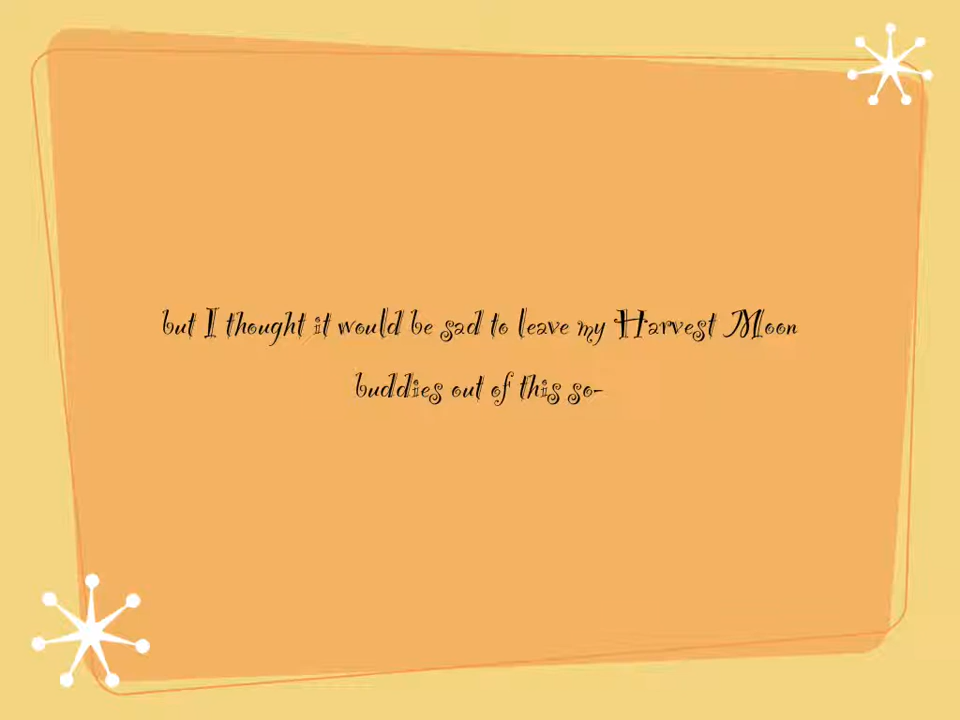 but I thought it would be sad to leave my Harvest Moon
buddies out of this so-